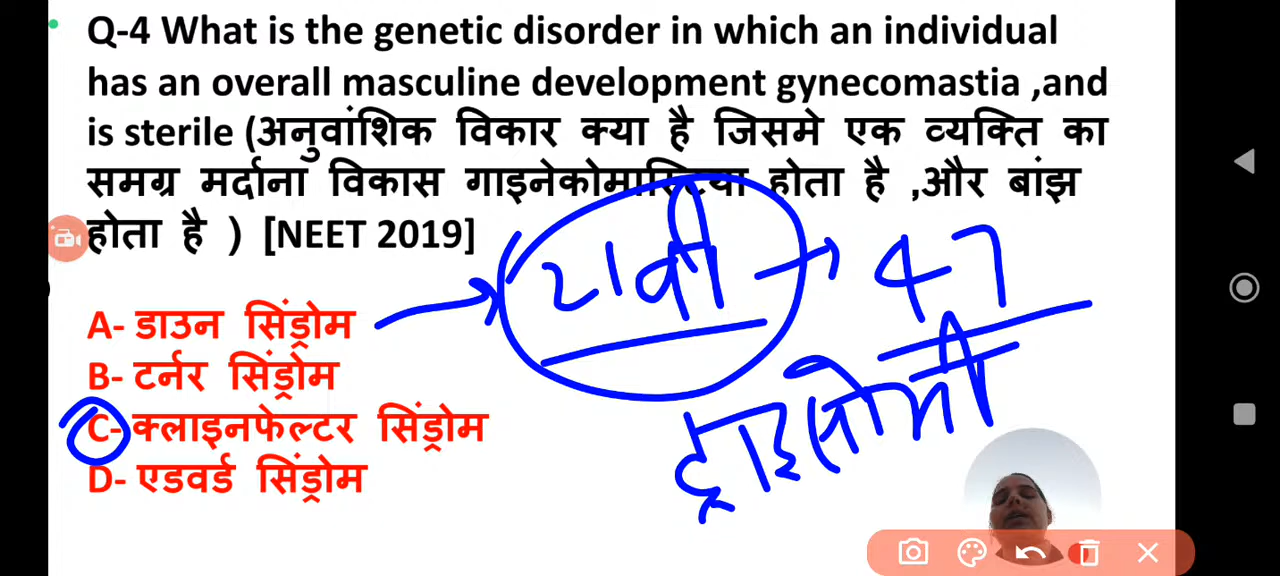 Q-4 What is the genetic disorder in which an individual
has an overall masculine development gynecomastia ,and
is sterile (अनुवांशिक विकार क्या है जिसमे एक व्यक्ति का
समग्र मर्दाना विकास गाइनेकोमास्टिया होता है ,और बांझ
होता है ) [NEET 2019]
21वी → 47
ट्राइसोमी
A- डाउन सिंड्रोम
B- टर्नर सिंड्रोम
C- क्लाइनफेल्टर सिंड्रोम
D- एडवर्ड सिंड्रोम